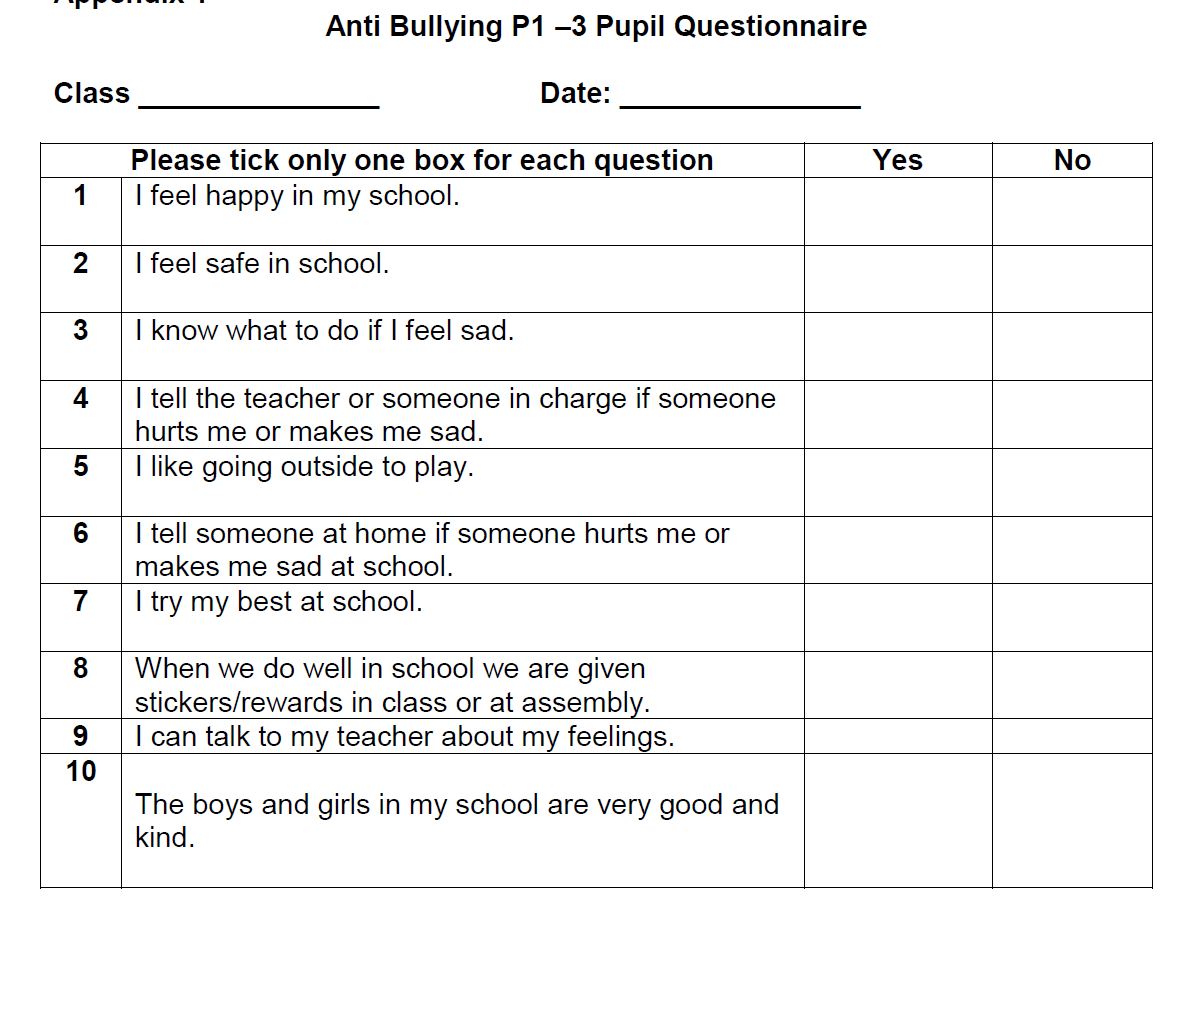 Anti Bullying P1 –3 Pupil Questionnaire
Class _______________ Date: _______________
Please tick only one box for each question Yes No
1 I feel happy in my school.
2 I feel safe in school.
3 I know what to do if I feel sad.
4 I tell the teacher or someone in charge if someone
hurts me or makes me sad.
5 I like going outside to play.
6 I tell someone at home if someone hurts me or
makes me sad at school.
7 I try my best at school.
8 When we do well in school we are given
stickers/rewards in class or at assembly.
9 I can talk to my teacher about my feelings.
10
The boys and girls in my school are very good and
kind.